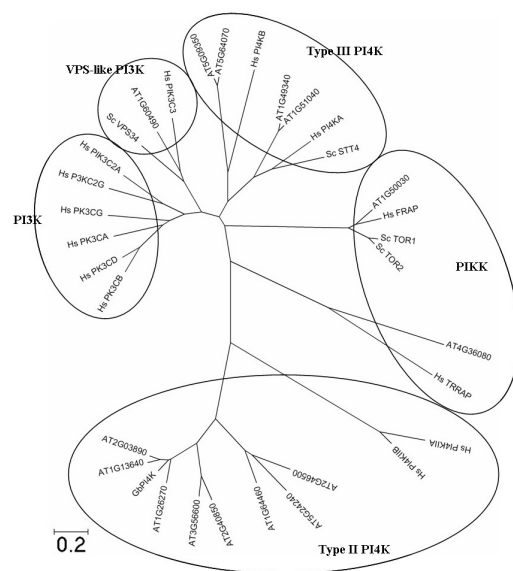 Type III PI4K
AT5G09350
AT5G64070
Hs PI4KB
AT1G49340
AT1G51040
Hs PI4KA
Sc STT4
VPS-like PI3K
Hs PIK3C3
AT1G60490
Sc VPS34
PI3K
Hs PIK3C2A
Hs P3KC2G
Hs PK3CG
Hs PK3CA
Hs PK3CD
Hs PK3CB
AT1G50030
Hs FRAP
Sc TOR1
Sc TOR2
PIKK
AT4G36080
Hs TRRAP
Hs PI4KIIA
Hs PI4KIIB
AT2G03890
AT1G13640
GbPI4K
AT1G26270
AT3G56600
AT2G40850
AT1G64460
AT5G24240
AT2G46500
Type II PI4K
0.2